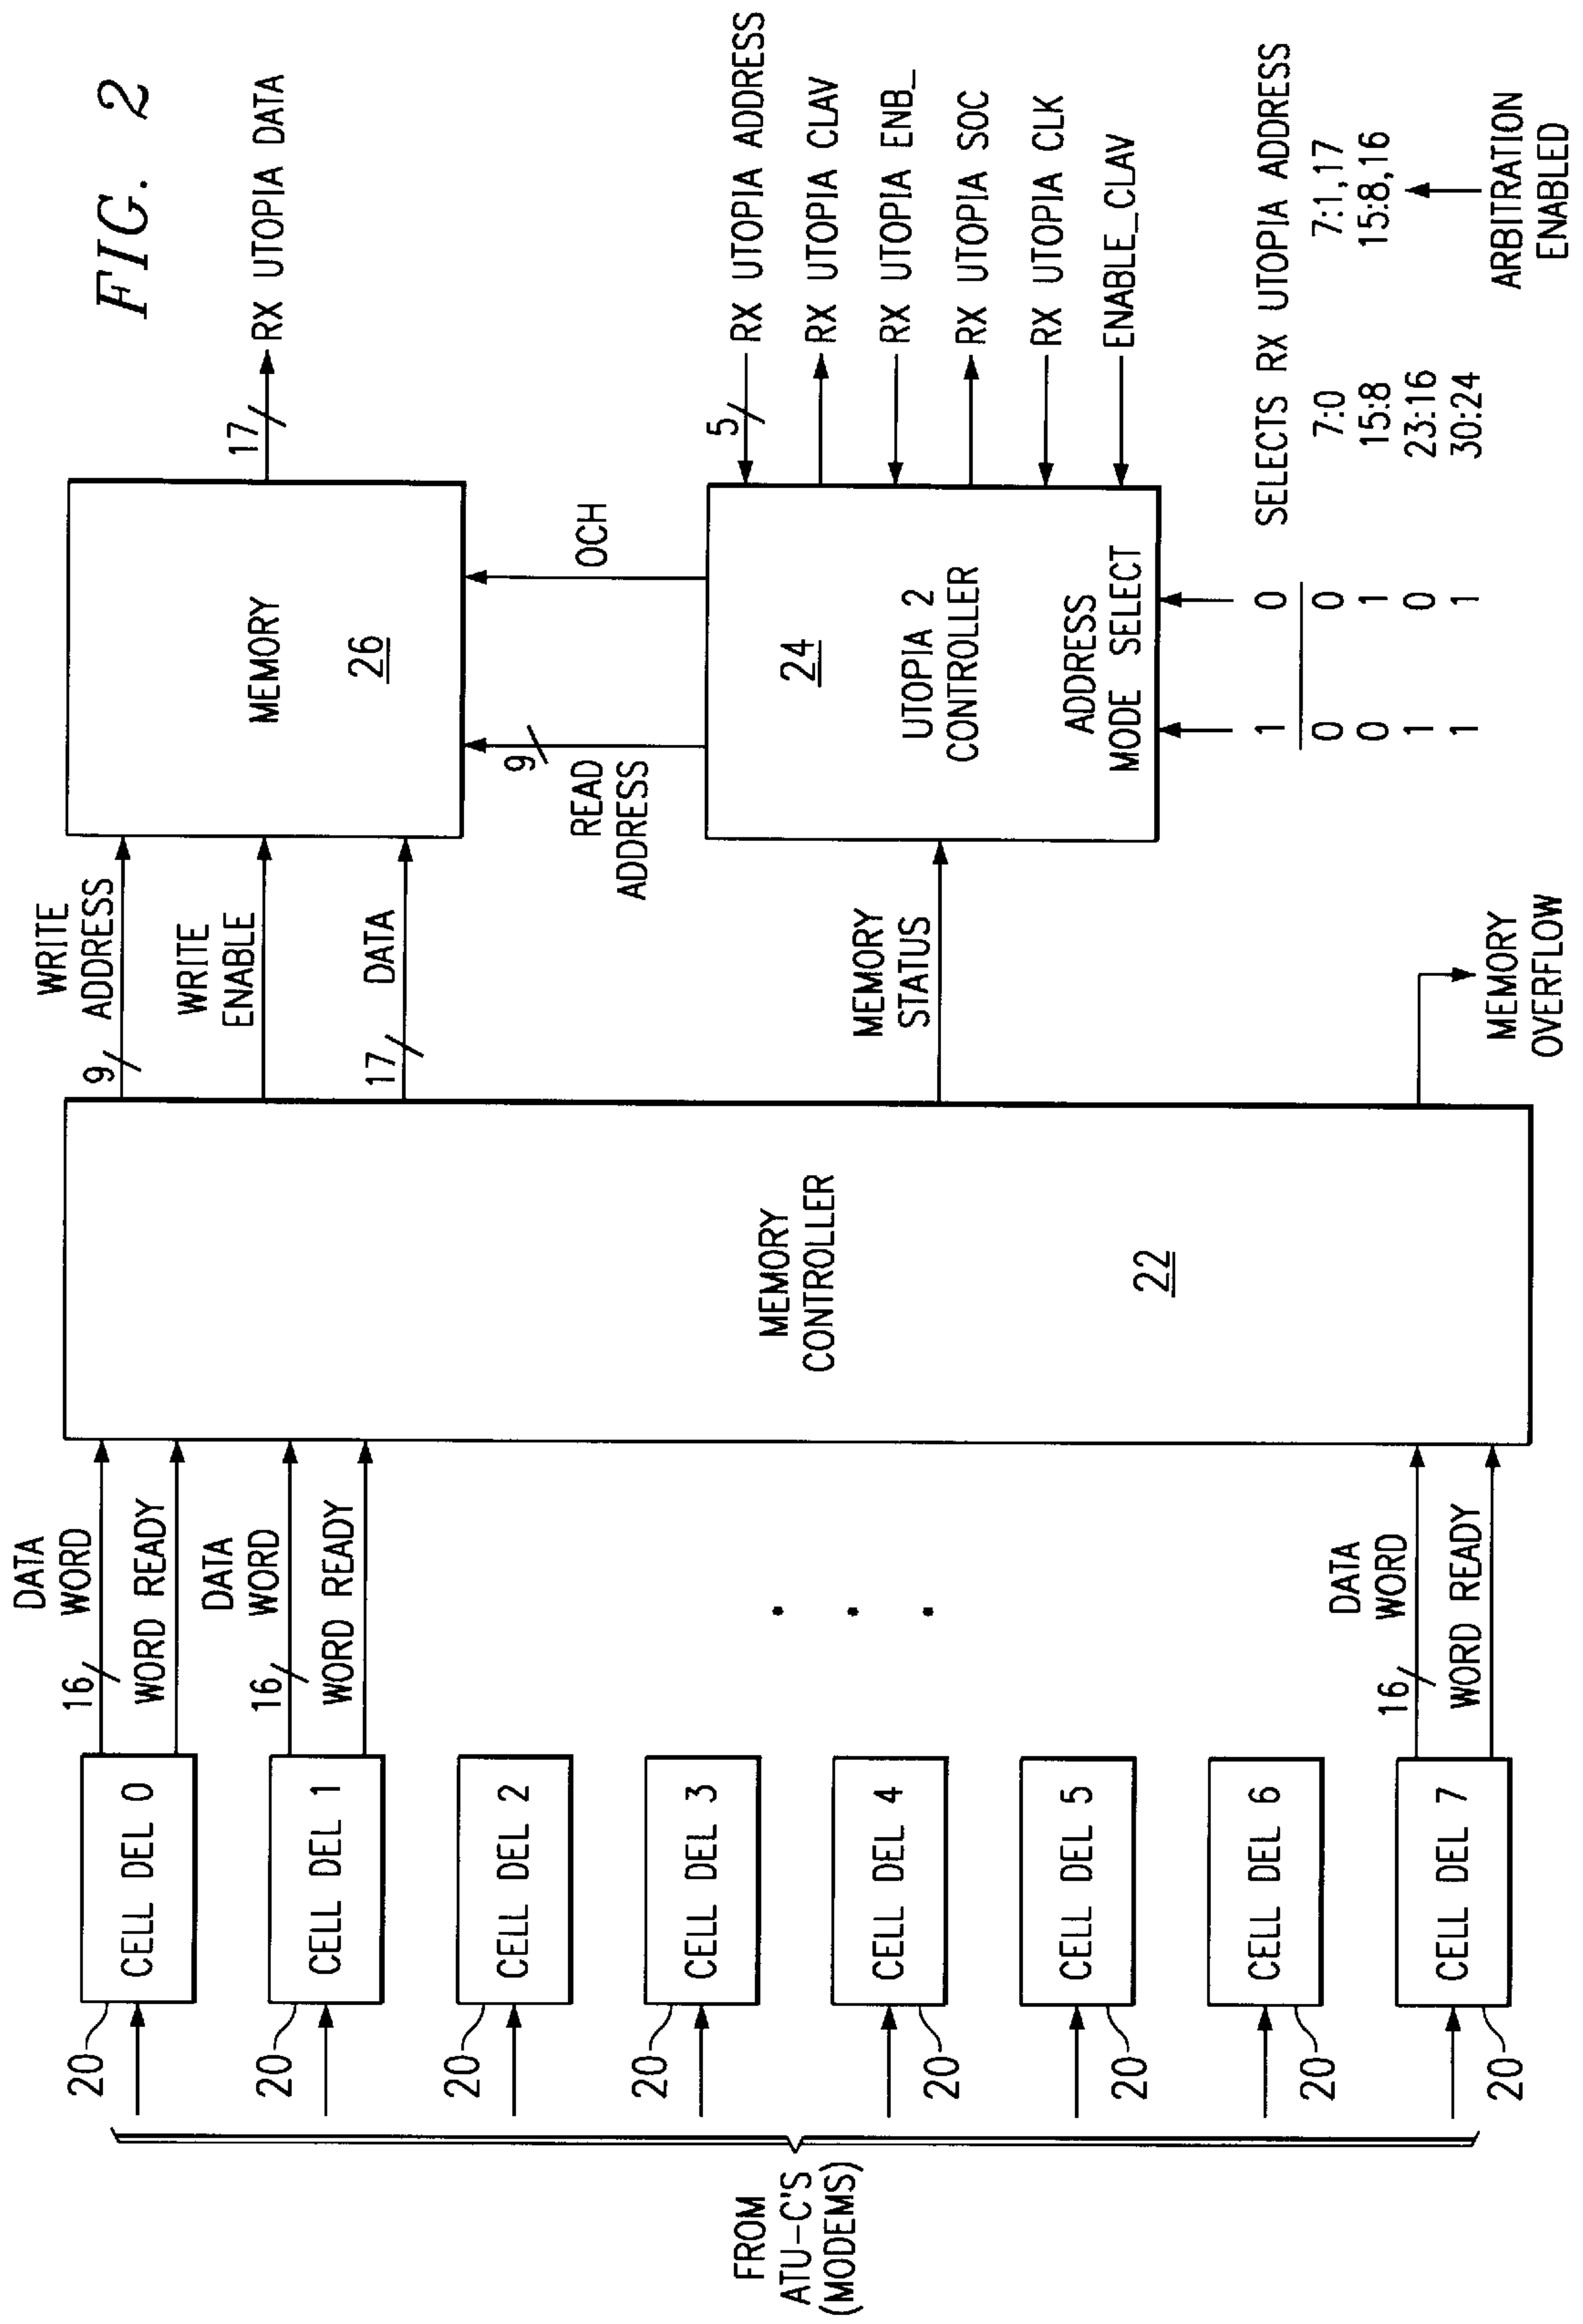 FIG. 2
FROM
ATU-C'S
(MODEMS)
20
CELL DEL 0
20
CELL DEL 1
20
CELL DEL 2
20
CELL DEL 3
20
CELL DEL 4
20
CELL DEL 5
20
CELL DEL 6
20
CELL DEL 7
DATA
WORD
16
WORD READY
DATA
WORD
16
WORD READY
. . .
DATA
WORD
16
WORD READY
MEMORY
CONTROLLER
22
WRITE
ADDRESS
9
WRITE
ENABLE
DATA
17
MEMORY
STATUS
MEMORY
OVERFLOW
MEMORY
26
17
RX UTOPIA DATA
9
READ
ADDRESS
OCH
24
UTOPIA 2
CONTROLLER
ADDRESS
MODE SELECT
5
RX UTOPIA ADDRESS
RX UTOPIA CLAV
RX UTOPIA ENB_
RX UTOPIA SOC
RX UTOPIA CLK
ENABLE_CLAV
1 0 SELECTS RX UTOPIA ADDRESS
0 0 7:0 7:1,17
0 1 15:8 15:8,16
1 0 23:16
1 1 30:24
ARBITRATION
ENABLED